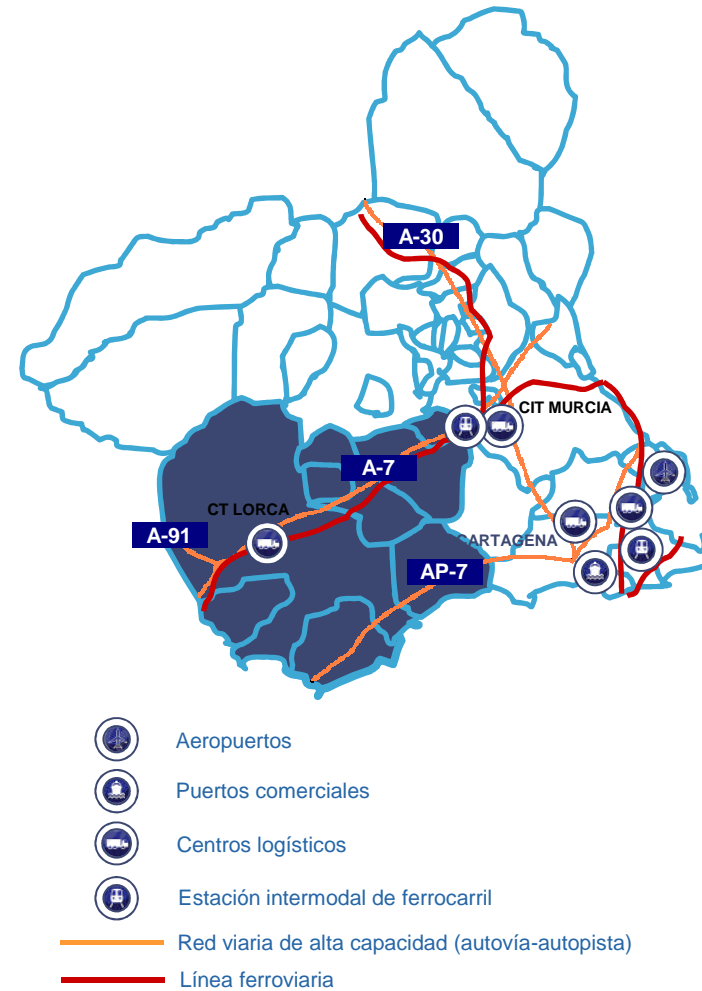 A-30
CIT MURCIA
A-7
CT LORCA
A-91
CARTAGENA
AP-7
Aeropuertos
Puertos comerciales
Centros logísticos
Estación intermodal de ferrocarril
Red viaria de alta capacidad (autovía-autopista)
Línea ferroviaria